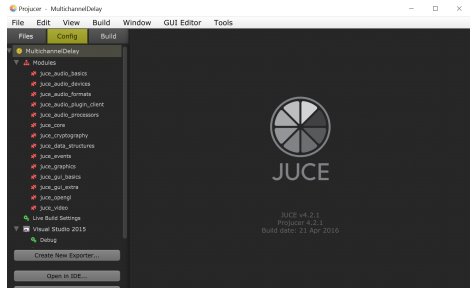 Projucer - MultichannelDelay
File Edit View Build Window GUI Editor Tools
Files Config Build
MultichannelDelay
Modules
juce_audio_basics
juce_audio_devices
juce_audio_formats
juce_audio_plugin_client
juce_audio_processors
juce_core
juce_cryptography
juce_data_structures
juce_events
juce_graphics
juce_gui_basics
juce_gui_extra
juce_opengl
juce_video
Live Build Settings
Visual Studio 2015
Debug
Create New Exporter...
Open in IDE...
JUCE
JUCE v4.2.1
Projucer 4.2.1
Build date: 21 Apr 2016